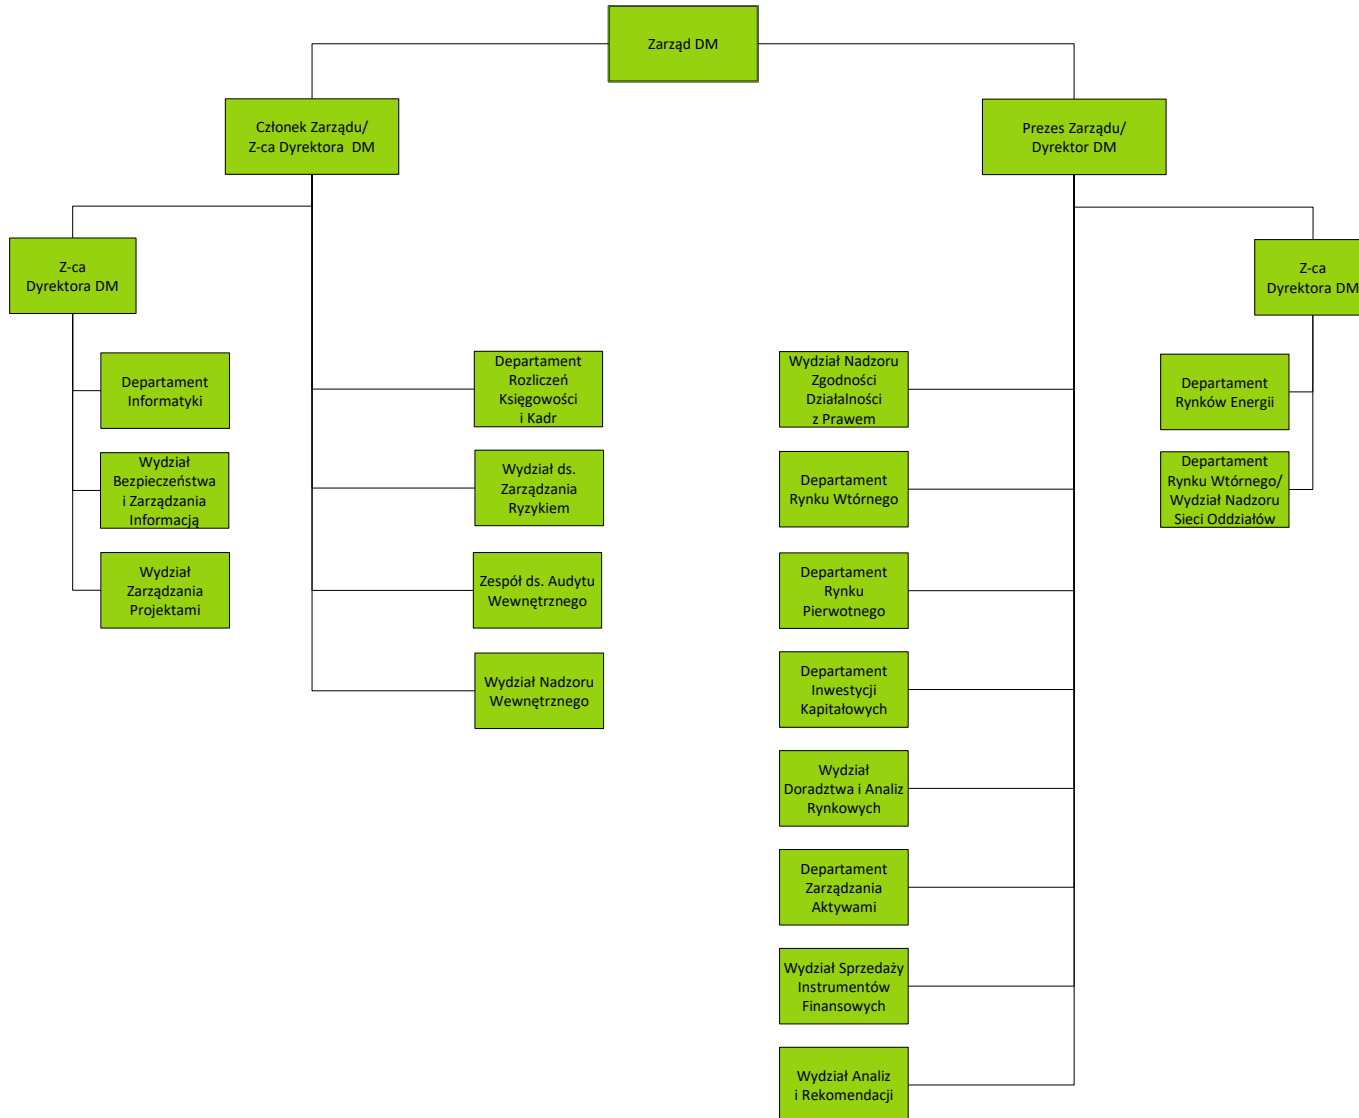 Zarząd DM
Członek Zarządu/
Z-ca Dyrektora DM
Prezes Zarządu/
Dyrektor DM
Z-ca
Dyrektora DM
Z-ca
Dyrektora DM
Departament
Informatyki
Wydział
Bezpieczeństwa
i Zarządzania
Informacją
Wydział
Zarządzania
Projektami
Departament
Rozliczeń
Księgowości
i Kadr
Wydział ds.
Zarządzania
Ryzykiem
Zespół ds. Audytu
Wewnętrznego
Wydział Nadzoru
Wewnętrznego
Wydział Nadzoru
Zgodności
Działalności
z Prawem
Departament
Rynku Wtórnego
Departament
Rynku
Pierwotnego
Departament
Inwestycji
Kapitałowych
Wydział
Doradztwa i Analiz
Rynkowych
Departament
Zarządzania
Aktywami
Wydział Sprzedaży
Instrumentów
Finansowych
Wydział Analiz
i Rekomendacji
Departament
Rynków Energii
Departament
Rynku Wtórnego/
Wydział Nadzoru
Sieci Oddziałów